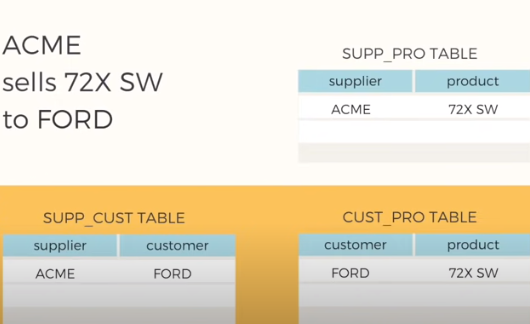 ACME
sells 72X SW
to FORD
SUPP_PRO TABLE
supplier product
ACME 72X SW
SUPP_CUST TABLE
supplier customer
ACME FORD
CUST_PRO TABLE
customer product
FORD 72X SW